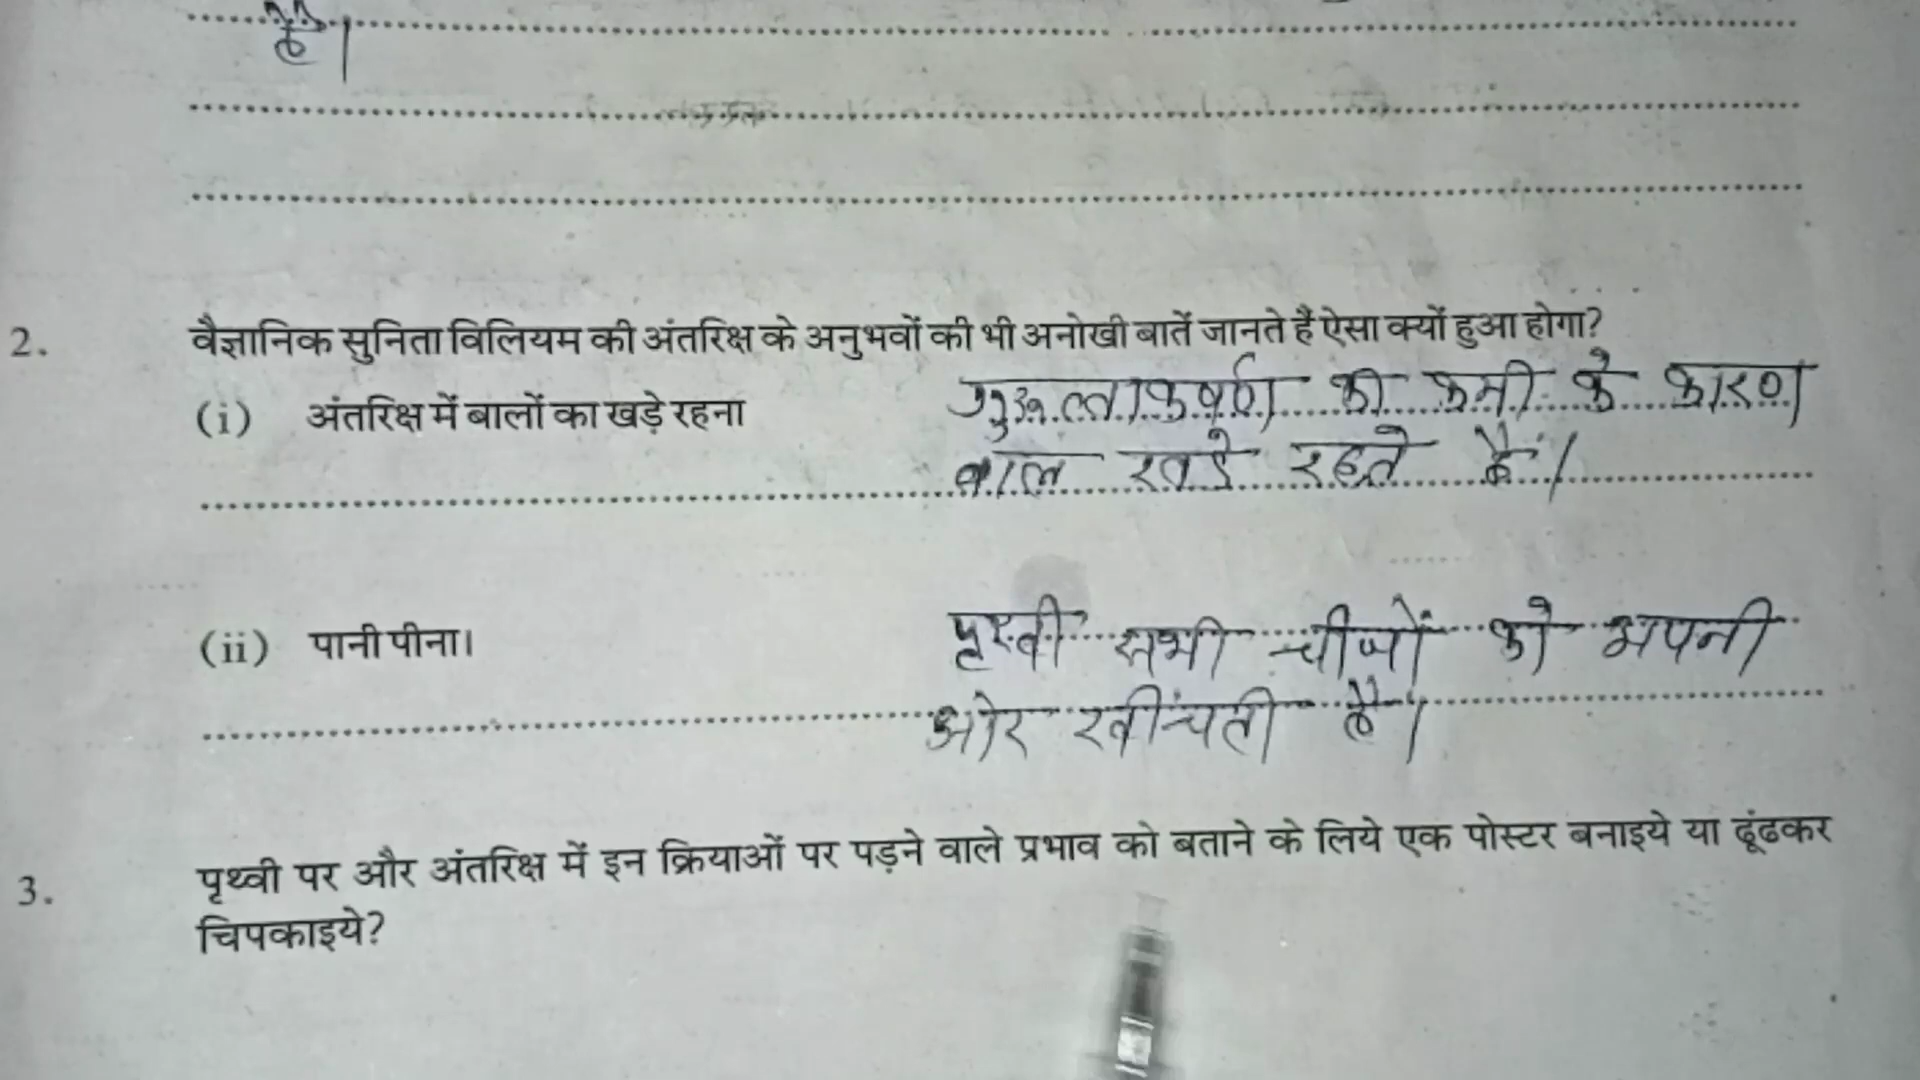 है।
2. वैज्ञानिक सुनिता विलियम की अंतरिक्ष के अनुभवों की भी अनोखी बातें जानते हैं ऐसा क्यों हुआ होगा?
(i) अंतरिक्ष में बालों का खड़े रहना गुरूत्वाकर्षण की कमी के कारण
बाल खडे रहते हैं।
(ii) पानी पीना। पृथ्वी सभी चीजों को अपनी
ओर खींचती है।
3. पृथ्वी पर और अंतरिक्ष में इन क्रियाओं पर पड़ने वाले प्रभाव को बताने के लिये एक पोस्टर बनाइये या ढूंढकर
चिपकाइये?